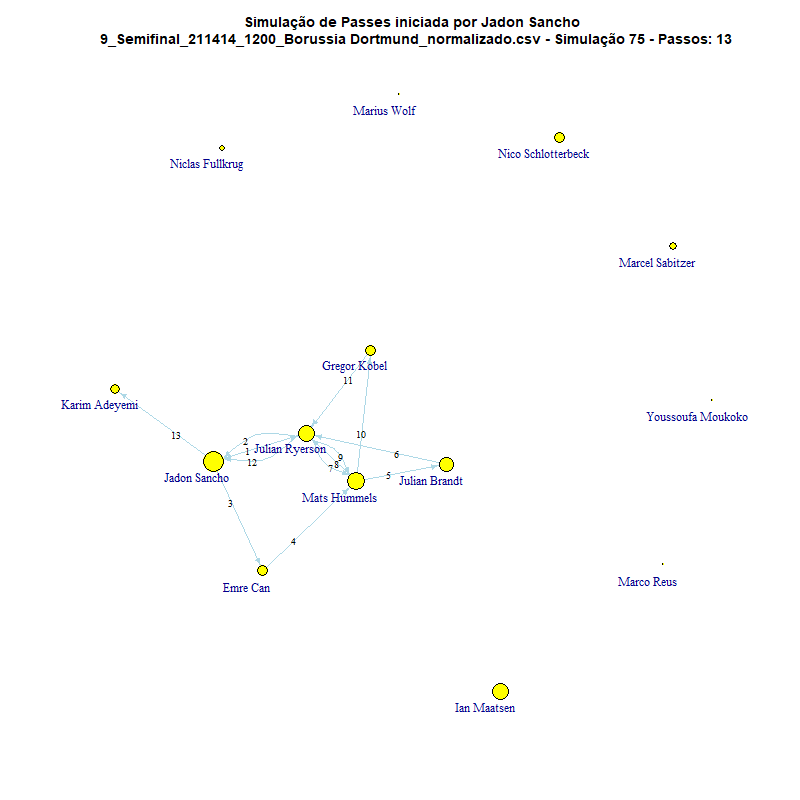 Simulação de Passes iniciada por Jadon Sancho
9_Semifinal_211414_1200_Borussia Dortmund_normalizado.csv - Simulação 75 - Passos: 13
Marius Wolf
Niclas Fullkrug
Nico Schlotterbeck
Marcel Sabitzer
Gregor Kobel
11
Karim Adeyemi
Youssoufa Moukoko
13
10
2
1
Julian Ryerson
12
6
9
8
7
5
Jadon Sancho
Julian Brandt
Mats Hummels
3
4
Emre Can
Marco Reus
Ian Maatsen